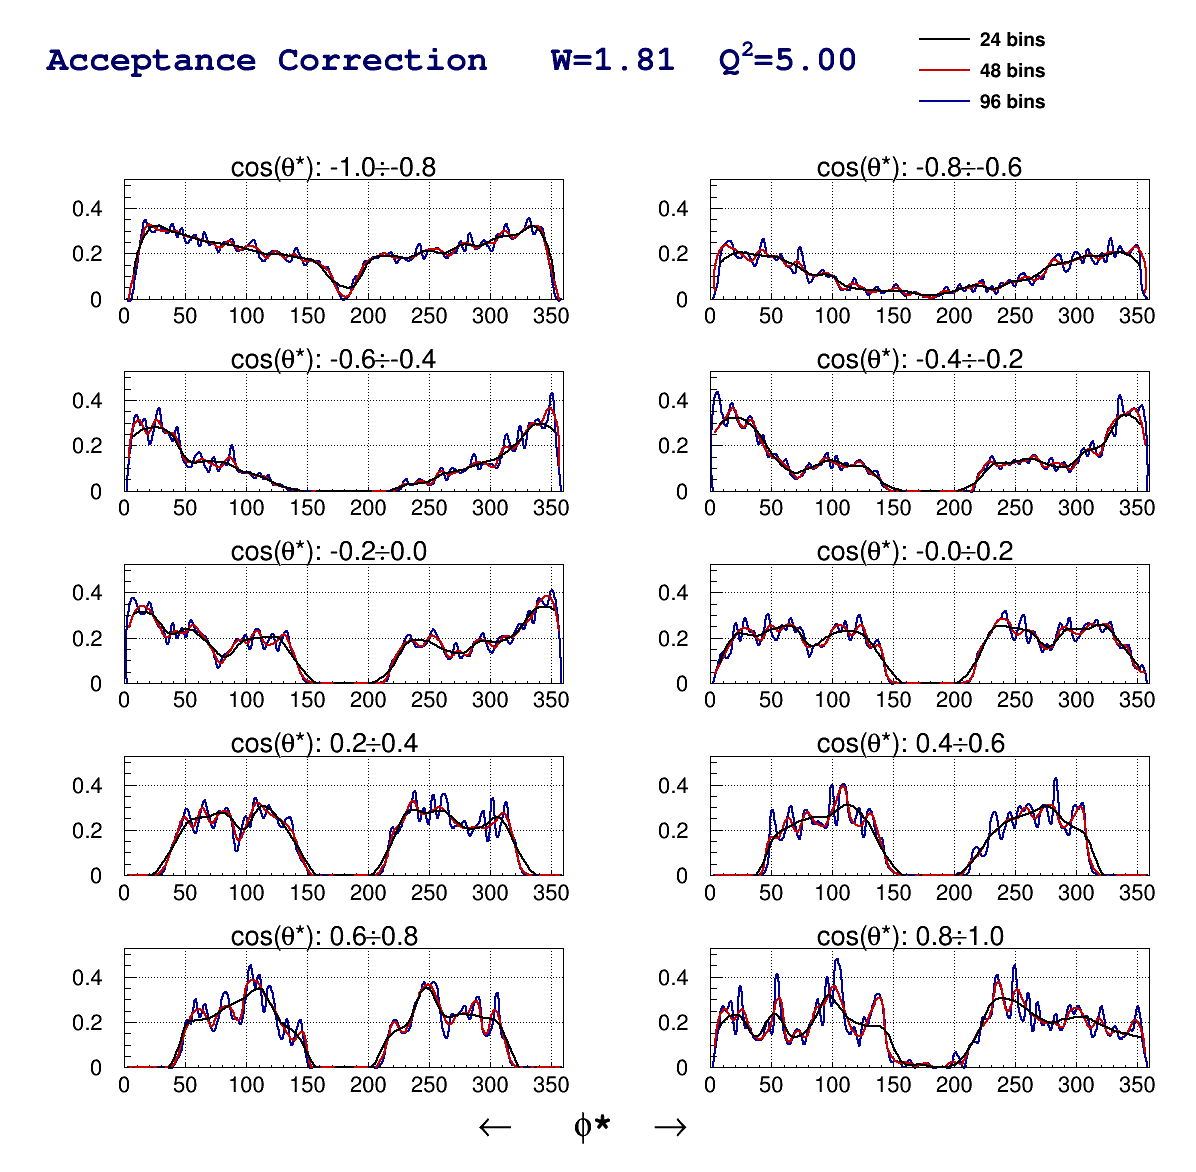 Acceptance Correction W=1.81 Q²=5.00
24 bins
48 bins
96 bins
cos(θ*): -1.0÷-0.8
0.4
0.2
0
0 50 100 150 200 250 300 350
cos(θ*): -0.8÷-0.6
0.4
0.2
0
0 50 100 150 200 250 300 350
cos(θ*): -0.6÷-0.4
0.4
0.2
0
0 50 100 150 200 250 300 350
cos(θ*): -0.4÷-0.2
0.4
0.2
0
0 50 100 150 200 250 300 350
cos(θ*): -0.2÷0.0
0.4
0.2
0
0 50 100 150 200 250 300 350
cos(θ*): -0.0÷0.2
0.4
0.2
0
0 50 100 150 200 250 300 350
cos(θ*): 0.2÷0.4
0.4
0.2
0
0 50 100 150 200 250 300 350
cos(θ*): 0.4÷0.6
0.4
0.2
0
0 50 100 150 200 250 300 350
cos(θ*): 0.6÷0.8
0.4
0.2
0
0 50 100 150 200 250 300 350
cos(θ*): 0.8÷1.0
0.4
0.2
0
0 50 100 150 200 250 300 350
← ϕ* →